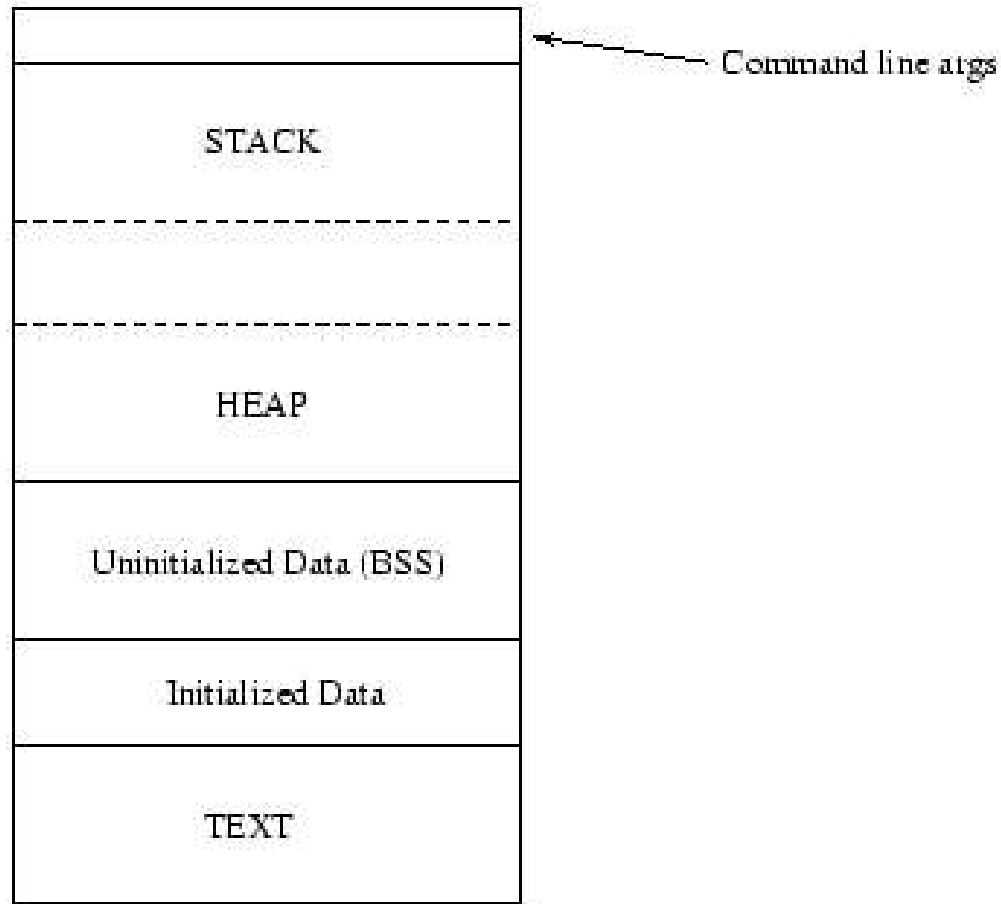 Command line args
STACK
HEAP
Uninitialized Data (BSS)
Initialized Data
TEXT